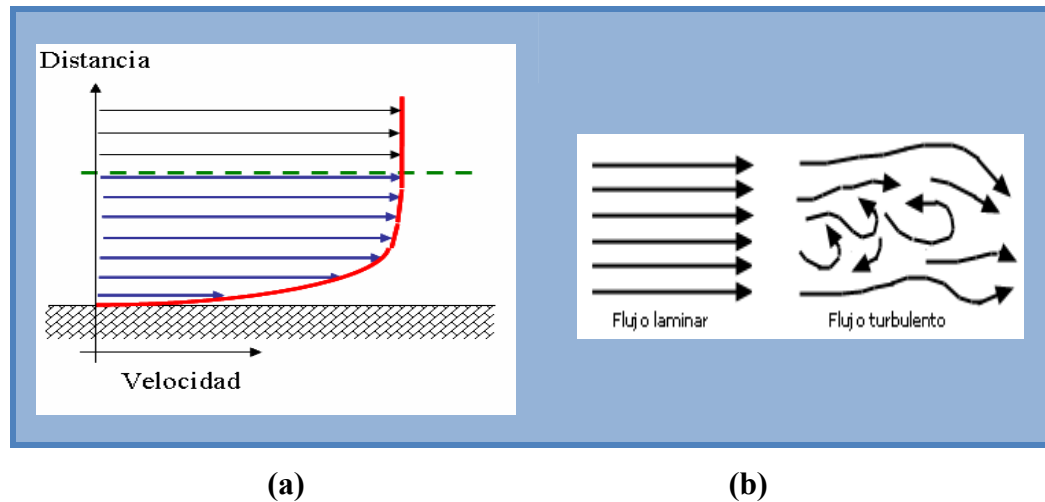 Distancia
Velocidad
Flujo laminar
Flujo turbulento
(a)
(b)